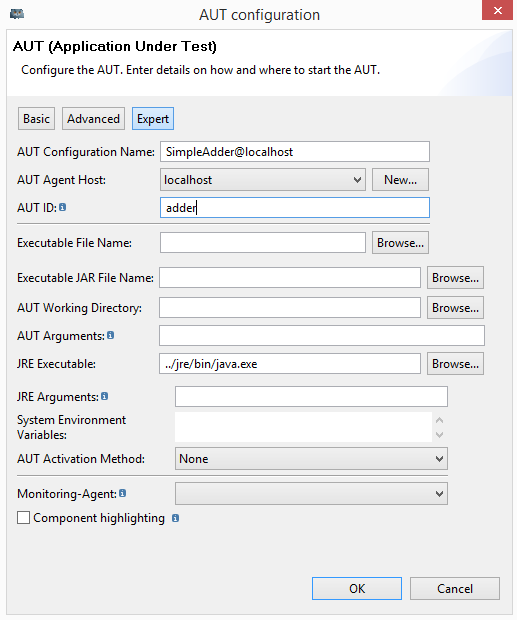 AUT configuration
AUT (Application Under Test)
Configure the AUT. Enter details on how and where to start the AUT.
Basic Advanced Expert
AUT Configuration Name: SimpleAdder@localhost
AUT Agent Host: localhost New...
AUT ID: adder
Executable File Name: Browse...
Executable JAR File Name: Browse...
AUT Working Directory: Browse...
AUT Arguments:
JRE Executable: ../jre/bin/java.exe Browse...
JRE Arguments:
System Environment
Variables:
AUT Activation Method: None
Monitoring-Agent:
Component highlighting
OK Cancel